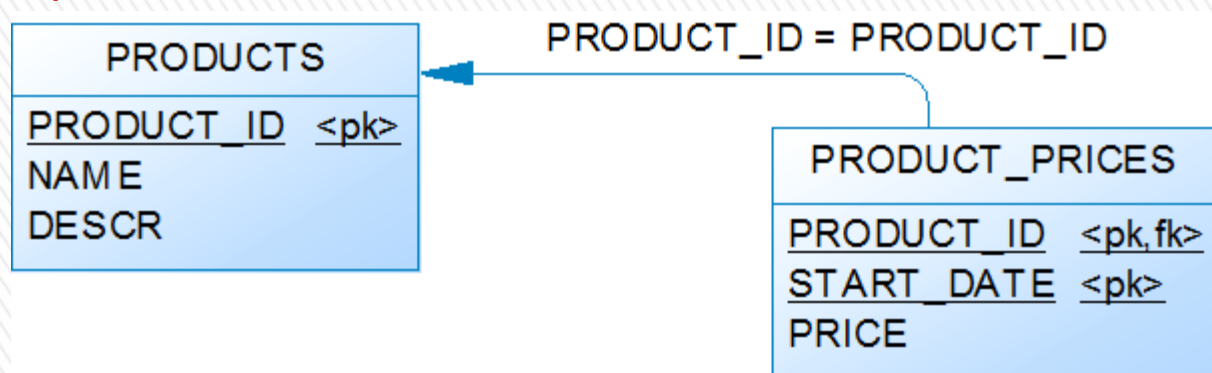 PRODUCTS
PRODUCT_ID <pk>
NAME
DESCR
PRODUCT_ID = PRODUCT_ID
PRODUCT_PRICES
PRODUCT_ID <pk,fk>
START_DATE <pk>
PRICE